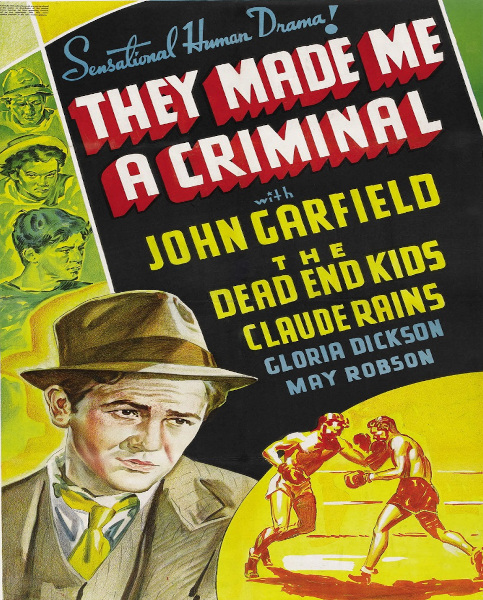 Sensational Human Drama!
THEY MADE ME
A CRIMINAL
with
JOHN GARFIELD
THE
DEAD END KIDS
CLAUDE RAINS
GLORIA DICKSON
MAY ROBSON